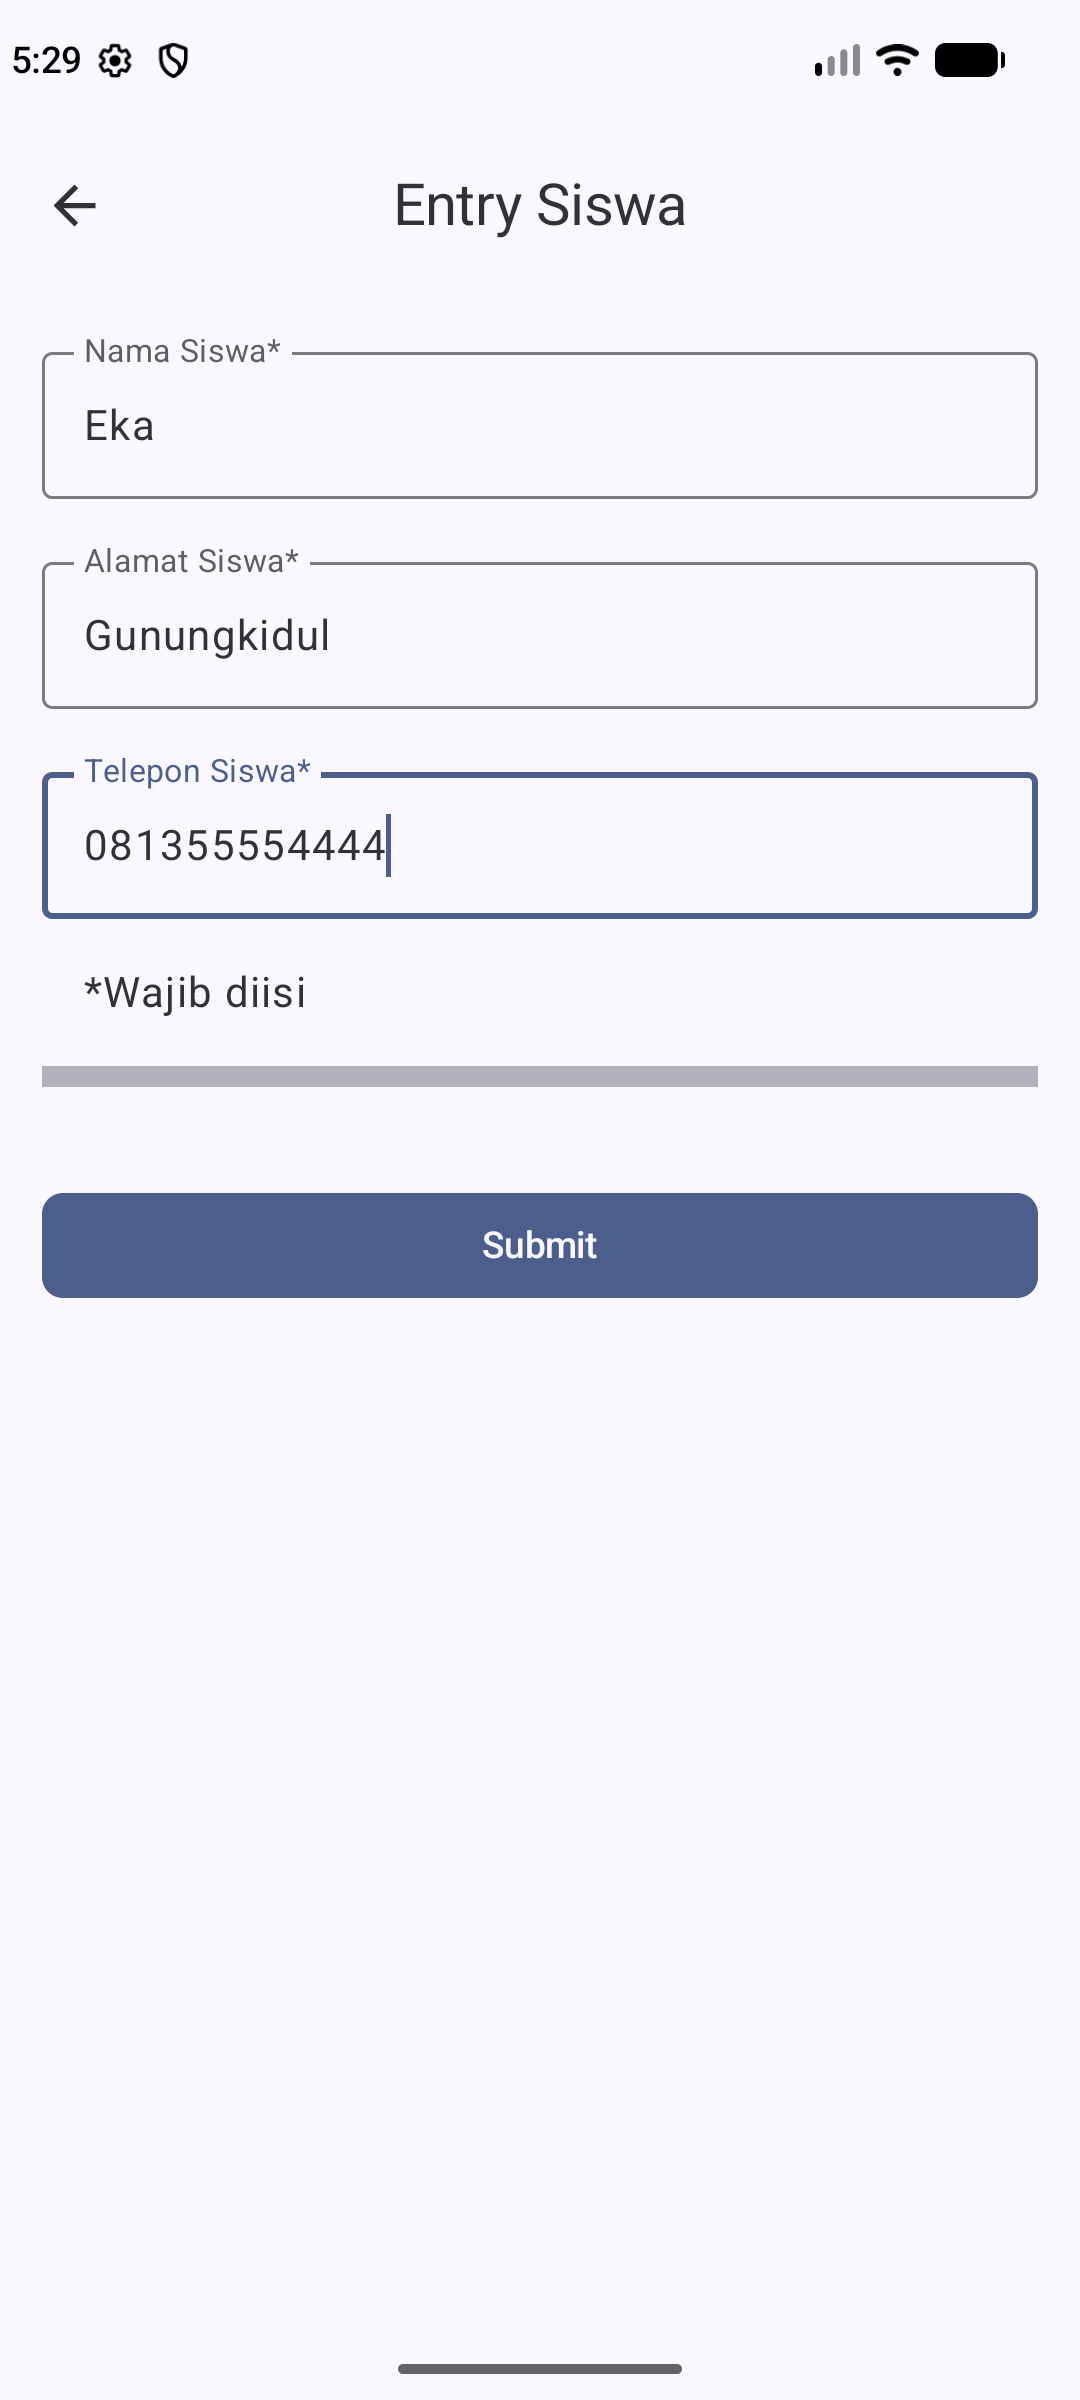 5:29
Entry Siswa
Nama Siswa*
Eka
Alamat Siswa*
Gunungkidul
Telepon Siswa*
081355554444
*Wajib diisi
Submit